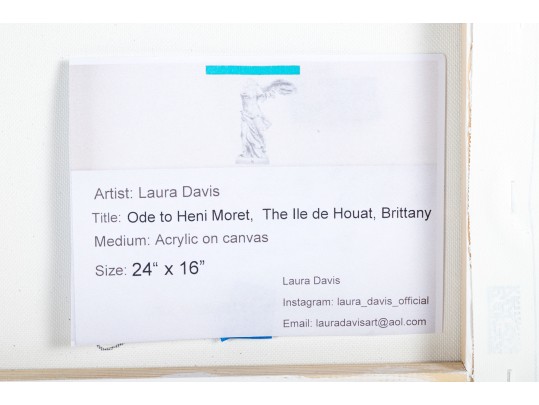 Artist: Laura Davis
Title: Ode to Heni Moret, The Ile de Houat, Brittany
Medium: Acrylic on canvas
Size: 24“ x 16”
Laura Davis
Instagram: laura_davis_official
Email: lauradavisart@aol.com